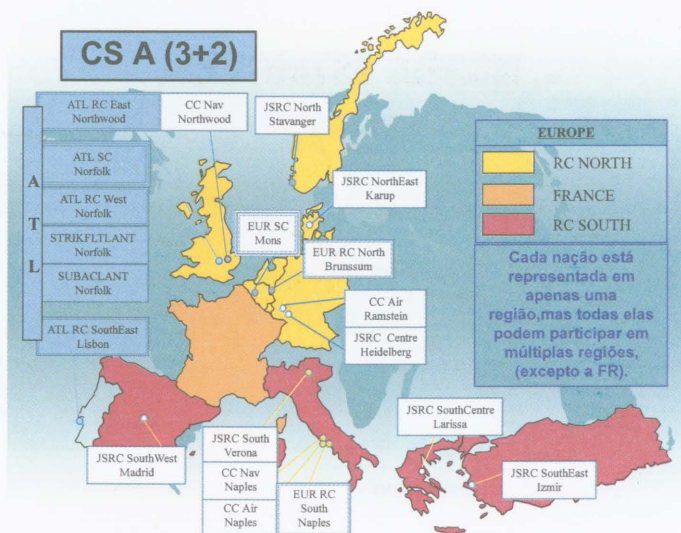 CS A (3+2)
ATL RC East
Northwood
CC Nav
Northwood
JSRC North
Stavanger
A
T
L
ATL SC
Norfolk
ATL RC West
Norfolk
STRIKFLTLANT
Norfolk
SUBACLANT
Norfolk
ATL RC SouthEast
Lisbon
JSRC NorthEast
Karup
EUR SC
Mons
EUR RC North
Brunssum
CC Air
Ramstein
JSRC Centre
Heidelberg
EUROPE
RC NORTH
FRANCE
RC SOUTH
Cada nação está
representada em
apenas uma
região,mas todas elas
podem participar em
múltiplas regiões,
(excepto a FR).
JSRC SouthWest
Madrid
JSRC South
Verona
CC Nav
Naples
CC Air
Naples
EUR RC
South
Naples
JSRC SouthCentre
Larissa
JSRC SouthEast
Izmir